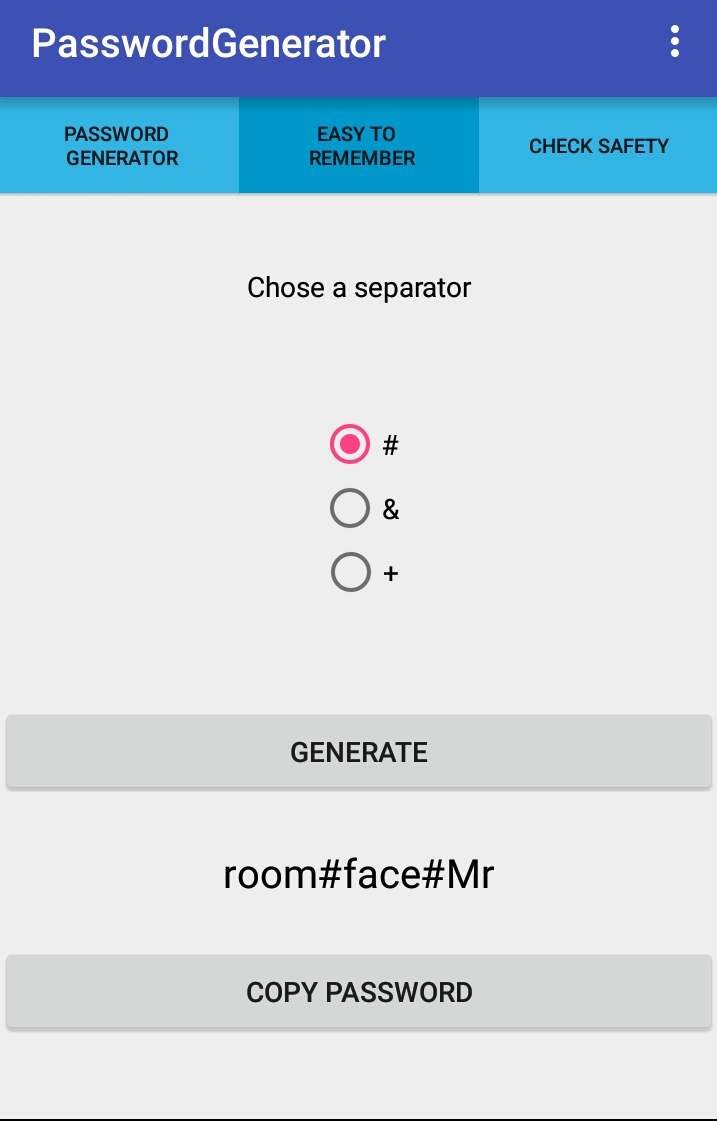 PasswordGenerator
PASSWORD
GENERATOR
EASY TO
REMEMBER
CHECK SAFETY
Chose a separator
#
&
+
GENERATE
room#face#Mr
COPY PASSWORD